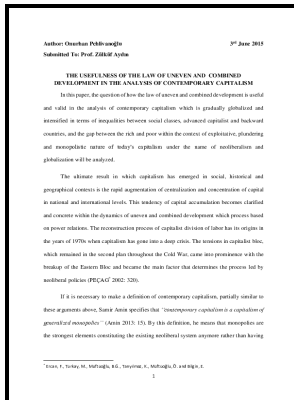 Author: Onurhan Pehlivanoğlu 3rd June 2015
Submitted To: Prof. Zülküf Aydın
THE USEFULNESS OF THE LAW OF UNEVEN AND COMBINED
DEVELOPMENT IN THE ANALYSIS OF CONTEMPORARY CAPITALISM
In this paper, the question of how the law of uneven and combined development is useful
and valid in the analysis of contemporary capitalism which is gradually globalized and
intensified in terms of inequalities between social classes, advanced capitalist and backward
countries, and the gap between the rich and poor within the context of exploitative, plundering
and monopolistic nature of today's capitalism under the name of neoliberalism and
globalization will be analyzed.
The ultimate result in which capitalism has emerged in social, historical and
geographical contexts is the rapid augmentation of centralization and concentration of capital
in national and international levels. This tendency of capital accumulation becomes clarified
and concrete within the dynamics of uneven and combined development which process based
on power relations. The reconstruction process of capitalist division of labor has its origins in
the years of 1970s when capitalism has gone into a deep crisis. The tensions in capitalist bloc,
which remained in the second plan throughout the Cold War, came into prominence with the
breakup of the Eastern Bloc and became the main factor that determines the process led by
neoliberal policies (PEÇAG* 2002: 320).
If it is necessary to make a definition of contemporary capitalism, partially similar to
these arguments above, Samir Amin specifies that "contemporary capitalism is a capitalism of
generalized monopolies" (Amin 2013: 15). By this definition, he means that monopolies are
the strongest elements constituting the existing neoliberal system anymore rather than having
* Ercan, F., Türkay, M., Maftuoğlu, B.G., Tanyılmaz, K., Maftuoğlu, Ö. and Bilgin, E.
1